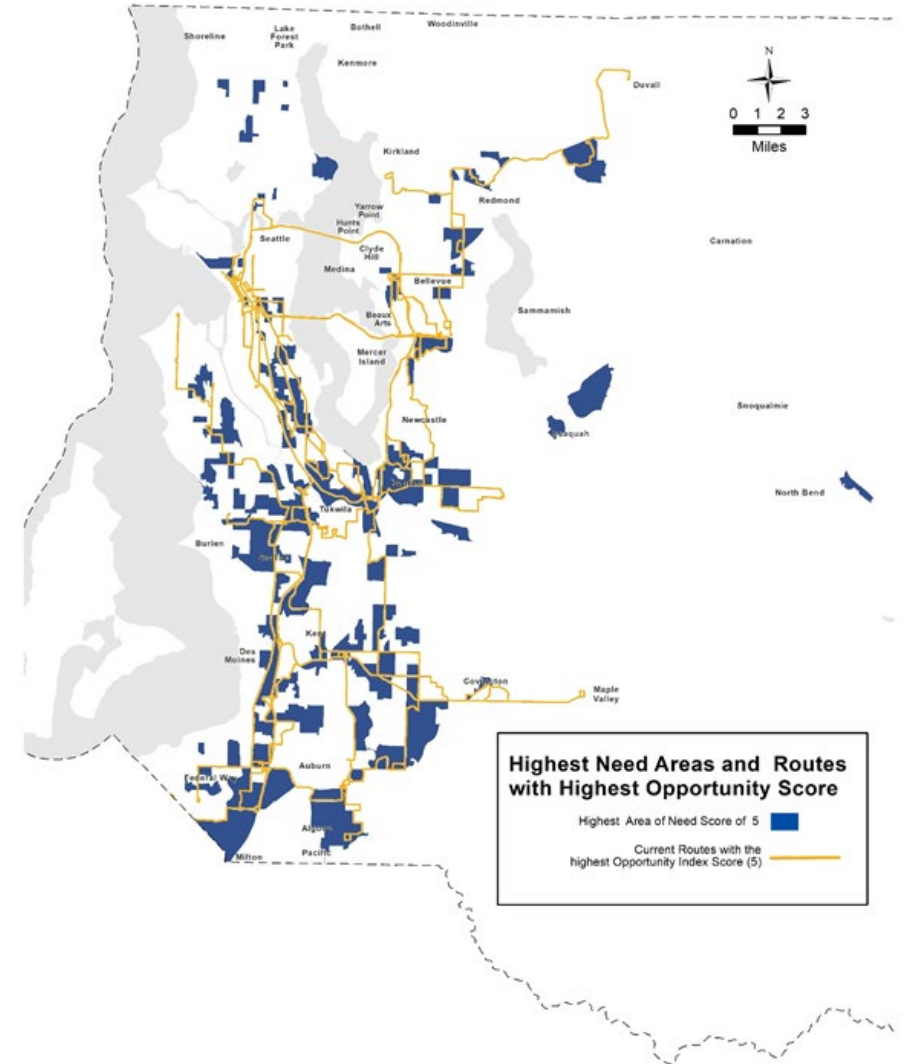 Woodinville
Bothell
Shoreline
Lake
Forest
Park
Kenmore
N
Duvall
0 1 2 3
Miles
Kirkland
Redmond
Yarrow
Point
Hunts
Point
Seattle
Clyde
Hill
Carnation
Medina
Bellevue
Beaux
Arts
Sammamish
Mercer
Island
Snoqualmie
Newcastle
North Bend
Tukwila
Burien
Kent
Des
Moines
Covington
Maple
Valley
Highest Need Areas and Routes
with Highest Opportunity Score
Highest Area of Need Score of 5
Current Routes with the
highest Opportunity Index Score (5)
Auburn
Federal Way
Milton
Pacific